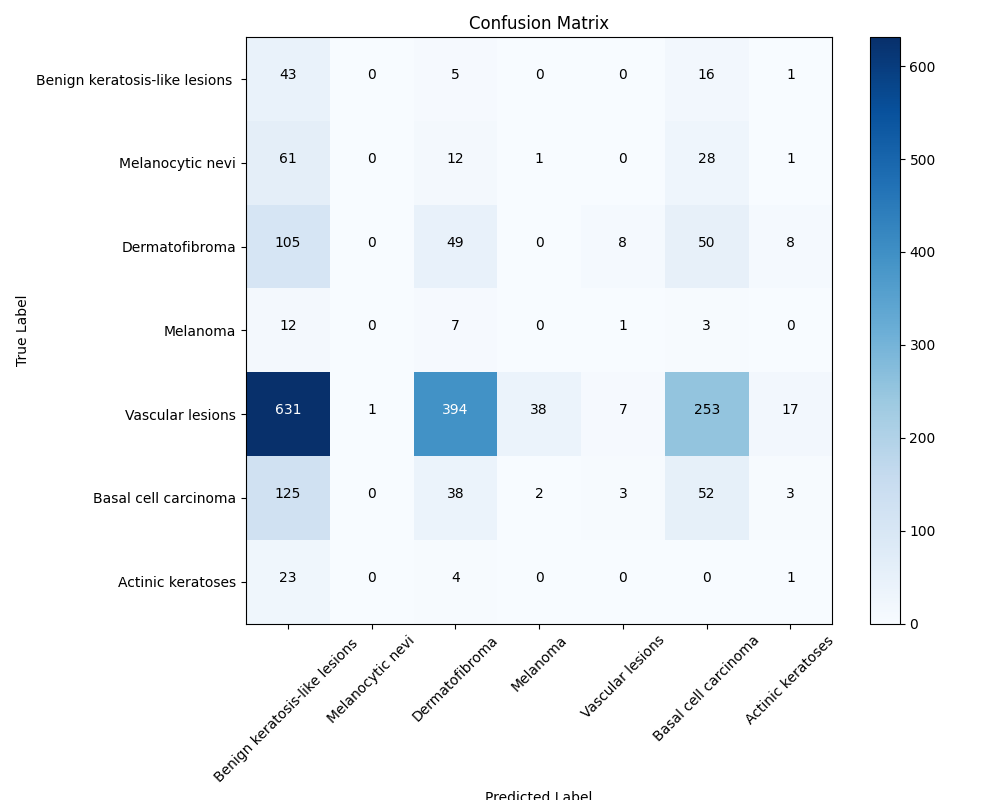 Confusion Matrix
Benign keratosis-like lesions 43 0 5 0 0 16 1
Melanocytic nevi 61 0 12 1 0 28 1
Dermatofibroma 105 0 49 0 8 50 8
Melanoma 12 0 7 0 1 3 0
Vascular lesions 631 1 394 38 7 253 17
Basal cell carcinoma 125 0 38 2 3 52 3
Actinic keratoses 23 0 4 0 0 0 1
True Label
Benign keratosis-like lesions
Melanocytic nevi
Dermatofibroma
Melanoma
Vascular lesions
Basal cell carcinoma
Actinic keratoses
Predicted Label
600
500
400
300
200
100
0